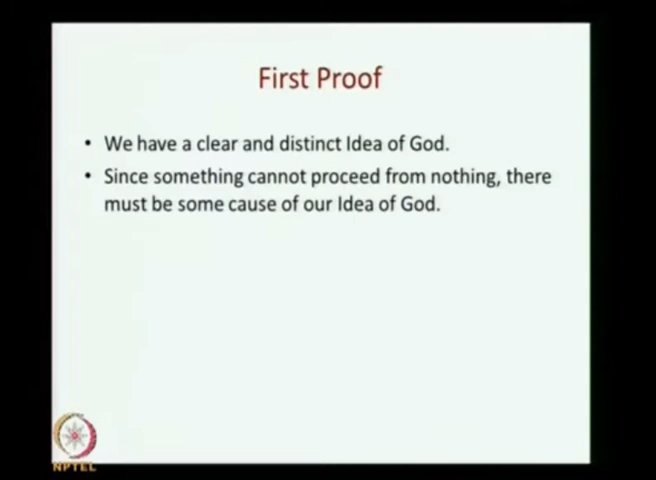 First Proof
• We have a clear and distinct Idea of God.
• Since something cannot proceed from nothing, there
must be some cause of our Idea of God.
NPTEL